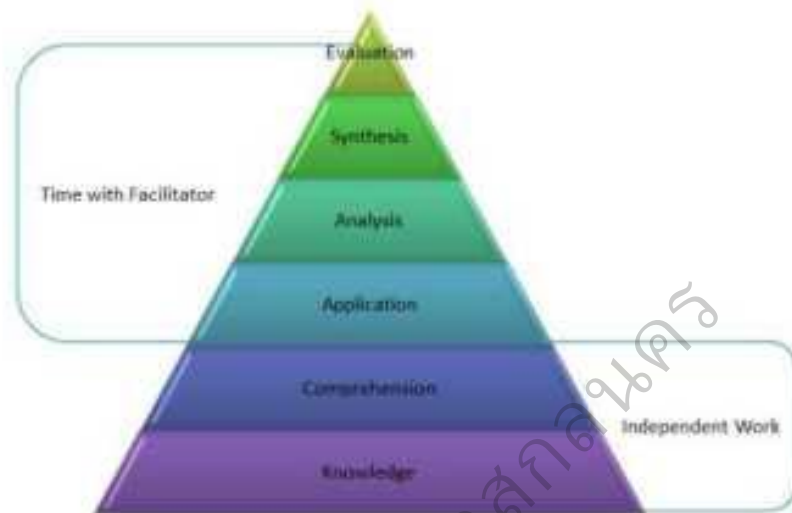 Evaluation
Synthesis
Time with Facilitator
Analysis
Application
Comprehension
Independent Work
Knowledge